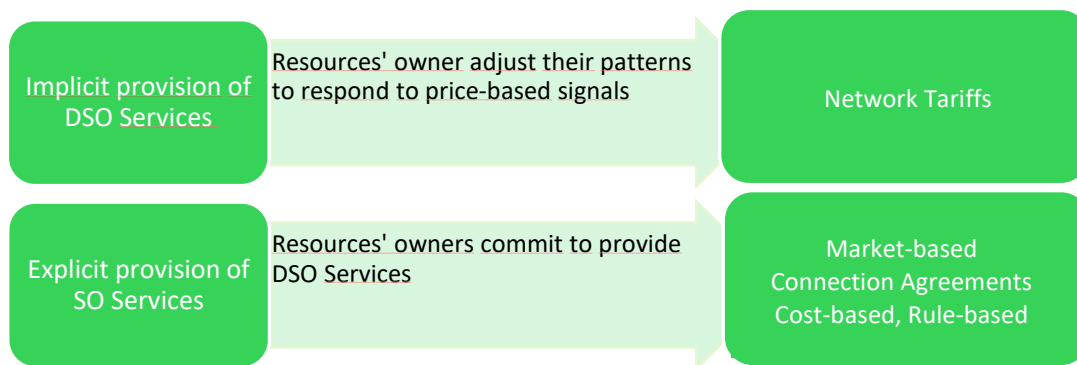 Implicit provision of
DSO Services
Resources' owner adjust their patterns
to respond to price-based signals
Network Tariffs
Explicit provision of
SO Services
Resources' owners commit to provide
DSO Services
Market-based
Connection Agreements
Cost-based, Rule-based